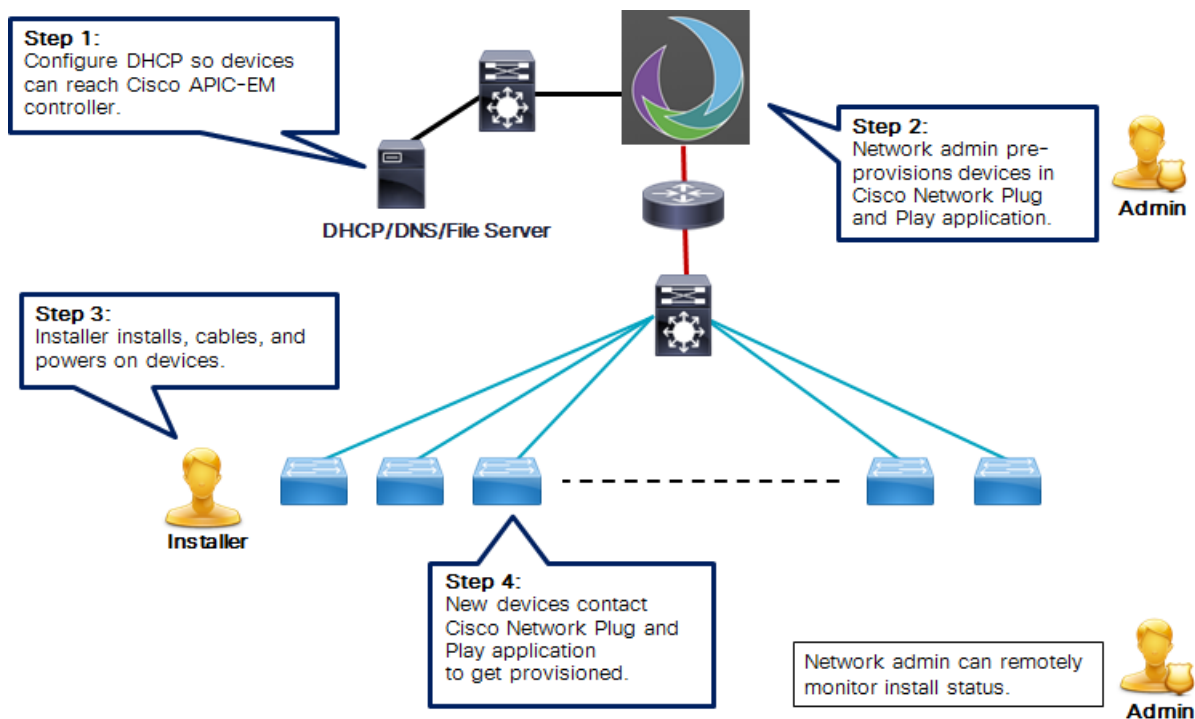 Step 1:
Configure DHCP so devices
can reach Cisco APIC-EM
controller.
DHCP/DNS/File Server
Step 2:
Network admin pre-
provisions devices in
Cisco Network Plug
and Play application.
Admin
Step 3:
Installer installs, cables, and
powers on devices.
Installer
Step 4:
New devices contact
Cisco Network Plug and
Play application
to get provisioned.
Network admin can remotely
monitor install status.
Admin